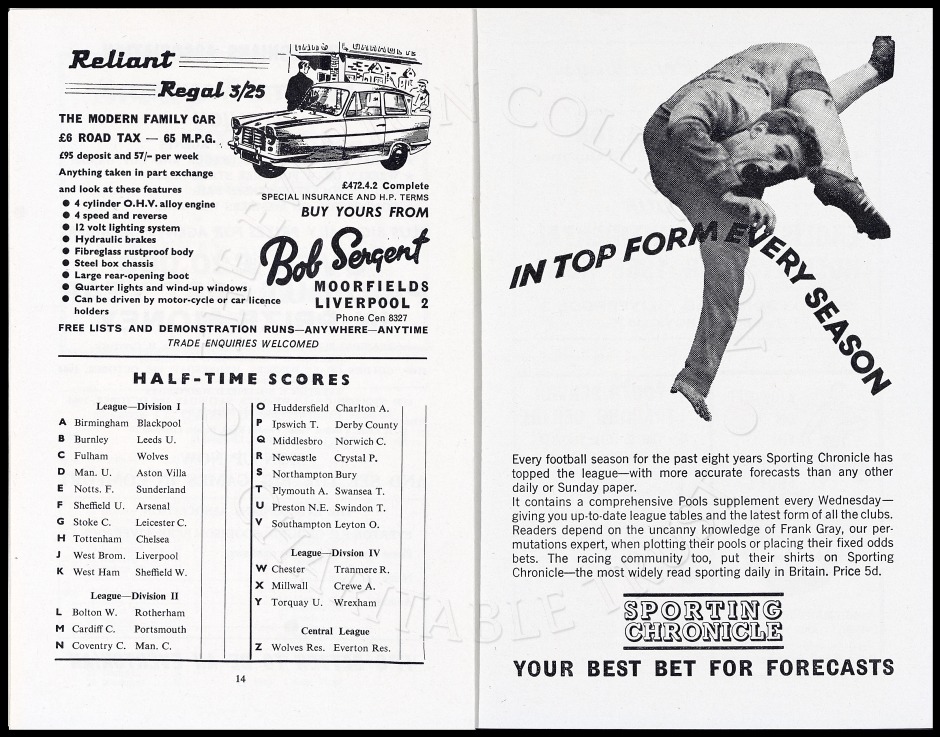 Reliant
Regal 3/25
THE MODERN FAMILY CAR
£6 ROAD TAX — 65 M.P.G.
£95 deposit and 57/- per week
Anything taken in part exchange
and look at these features
● 4 cylinder O.H.V. alloy engine
● 4 speed and reverse
● 12 volt lighting system
● Hydraulic brakes
● Fibreglass rustproof body
● Steel box chassis
● Large rear-opening boot
● Quarter lights and wind-up windows
● Can be driven by motor-cycle or car licence
holders
£472.4.2 Complete
SPECIAL INSURANCE AND H.P. TERMS
BUY YOURS FROM
Bob Sergent
MOORFIELDS
LIVERPOOL 2
Phone Cen 8327
FREE LISTS AND DEMONSTRATION RUNS—ANYWHERE—ANYTIME
TRADE ENQUIRIES WELCOMED
HALF-TIME SCORES
League—Division I
A Birmingham Blackpool
B Burnley Leeds U.
C Fulham Wolves
D Man. U. Aston Villa
E Notts. F. Sunderland
F Sheffield U. Arsenal
G Stoke C. Leicester C.
H Tottenham Chelsea
J West Brom. Liverpool
K West Ham Sheffield W.
League—Division II
L Bolton W. Rotherham
M Cardiff C. Portsmouth
N Coventry C. Man. C.
O Huddersfield Charlton A.
P Ipswich T. Derby County
Q Middlesbro Norwich C.
R Newcastle Crystal P.
S Northampton Bury
T Plymouth A. Swansea T.
U Preston N.E. Swindon T.
V Southampton Leyton O.
League—Divsion IV
W Chester Tranmere R.
X Millwall Crewe A.
Y Torquay U. Wrexham
Central League
Z Wolves Res. Everton Res.
14
IN TOP FORM EVERY SEASON
Every football season for the past eight years Sporting Chronicle has
topped the league—with more accurate forecasts than any other
daily or Sunday paper.
It contains a comprehensive Pools supplement every Wednesday—
giving you up-to-date league tables and the latest form of all the clubs.
Readers depend on the uncanny knowledge of Frank Gray, our per-
mutations expert, when plotting their pools or placing their fixed odds
bets. The racing community too, put their shirts on Sporting
Chronicle—the most widely read sporting daily in Britain. Price 5d.
SPORTING
CHRONICLE
YOUR BEST BET FOR FORECASTS